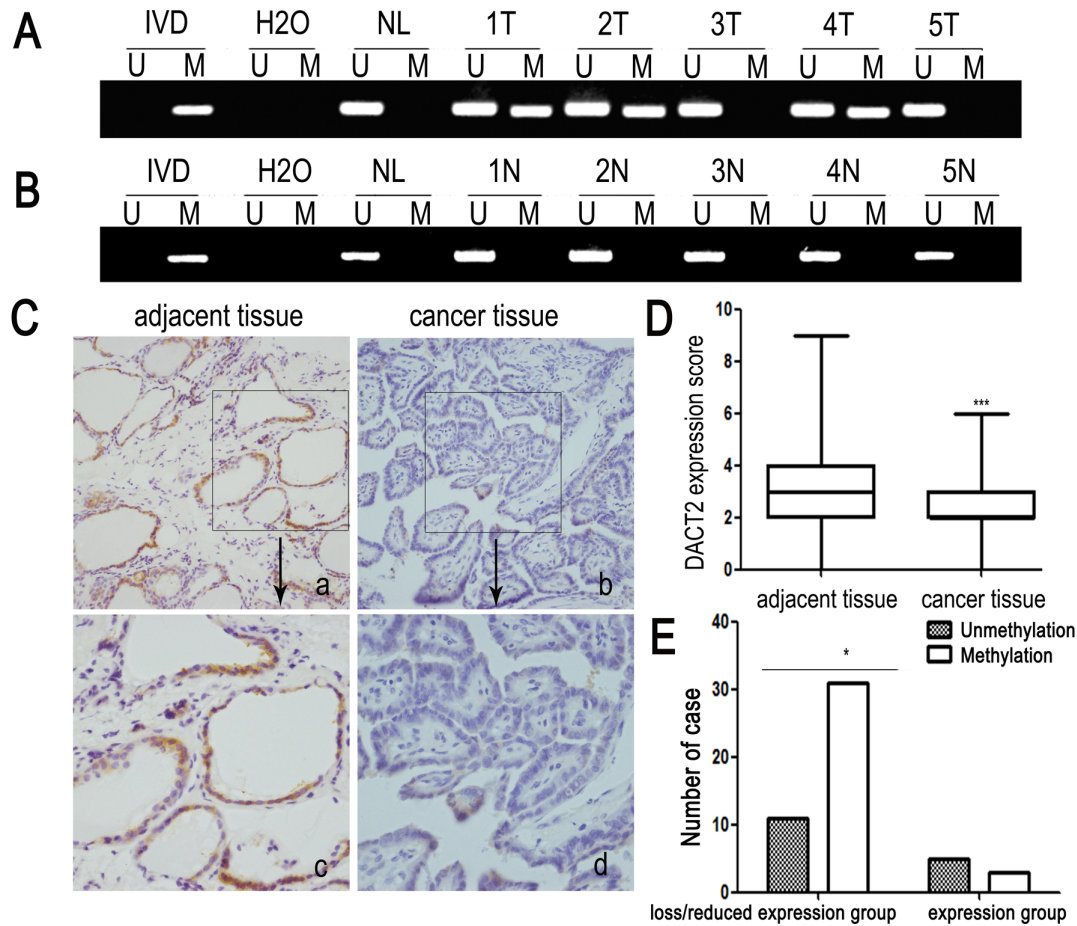 A
IVD H2O NL 1T 2T 3T 4T 5T
U M U M U M U M U M U M U M U M
B
IVD H2O NL 1N 2N 3N 4N 5N
U M U M U M U M U M U M U M U M
C
adjacent tissue cancer tissue
a b
c d
D
DACT2 expression score
10
8
6
4
2
0
***
adjacent tissue cancer tissue
E
Number of case
40
30
20
10
0
*
Unmethylation
Methylation
loss/reduced expression group expression group